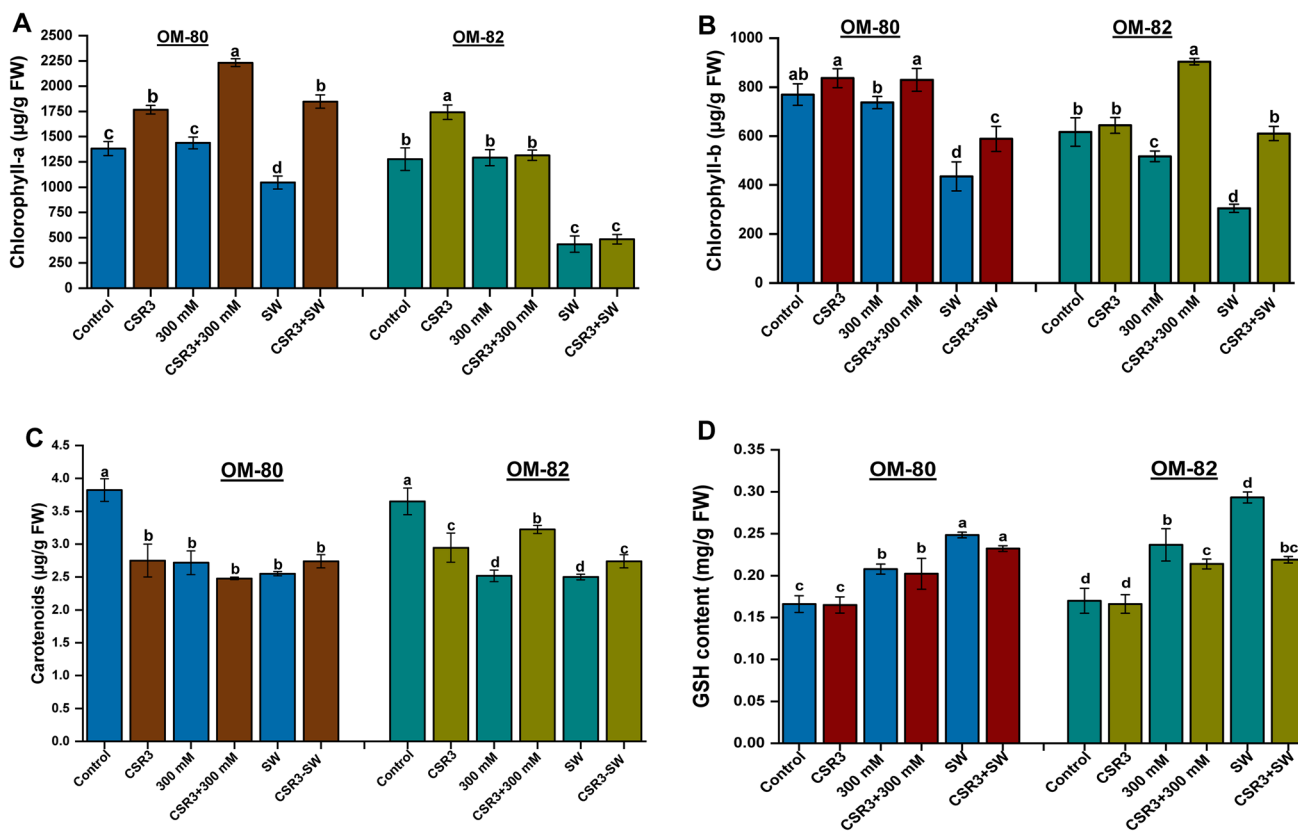 A
OM-80
OM-82
Chlorophyll-a (µg/g FW)
2500
2250
2000
1750
1500
1250
1000
750
500
250
0
c
b
c
a
d
b
b
a
b
b
c
c
Control
CSR3
300 mM
CSR3+300 mM
SW
CSR3+SW
Control
CSR3
300 mM
CSR3+300 mM
SW
CSR3+SW
B
OM-80
OM-82
Chlorophyll-b (µg/g FW)
1000
800
600
400
200
0
ab
a
b
a
d
c
b
b
c
a
d
b
Control
CSR3
300 mM
CSR3+300 mM
SW
CSR3+SW
Control
CSR3
300 mM
CSR3+300 mM
SW
CSR3+SW
C
OM-80
OM-82
Carotenoids (µg/g FW)
4.5
4.0
3.5
3.0
2.5
2.0
1.5
1.0
0.5
0.0
a
b
b
b
b
b
a
c
d
b
d
c
Control
CSR3
300 mM
CSR3+300 mM
SW
CSR3-SW
Control
CSR3
300 mM
CSR3+300 mM
SW
CSR3-SW
D
OM-80
OM-82
GSH content (mg/g FW)
0.35
0.30
0.25
0.20
0.15
0.10
0.05
0.00
c
c
b
b
a
a
d
d
b
c
d
bc
Control
CSR3
300 mM
CSR3+300 mM
SW
CSR3+SW
Control
CSR3
300 mM
CSR3+300 mM
SW
CSR3+SW